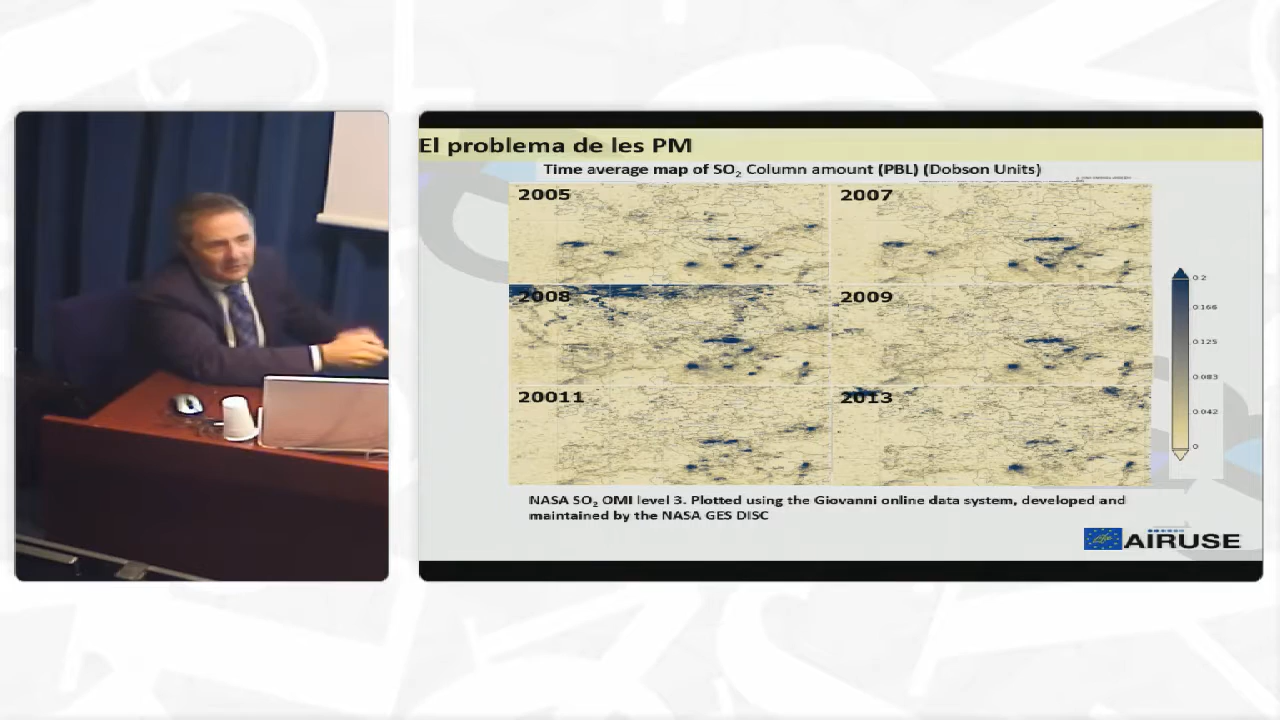 El problema de les PM
Time average map of SO₂ Column amount (PBL) (Dobson Units)
2005
2007
2008
2009
20011
2013
0.2
0.166
0.125
0.083
0.042
0
NASA SO₂ OMI level 3. Plotted using the Giovanni online data system, developed and
maintained by the NASA GES DISC
Life
AIRUSE